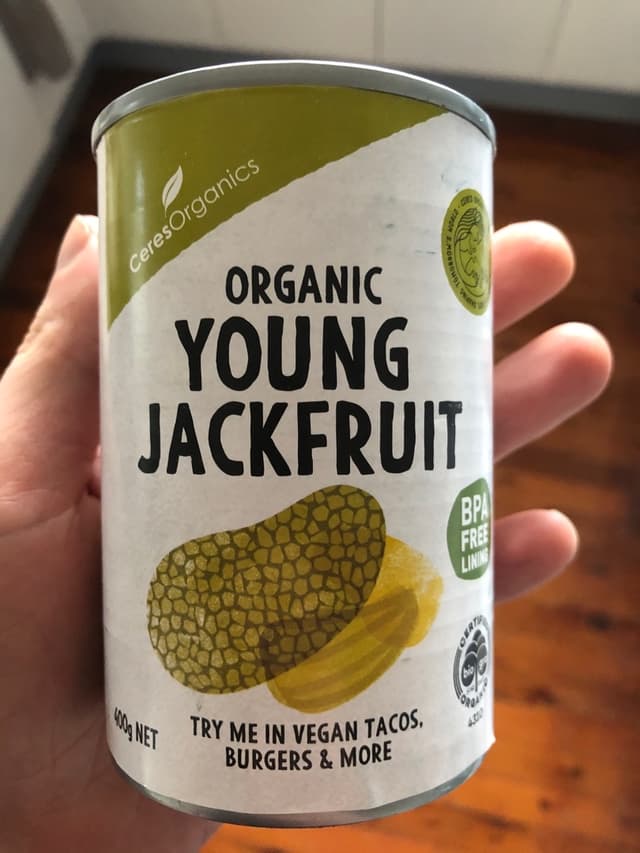 CeresOrganics
ORGANIC
YOUNG
JACKFRUIT
BPA
FREE
LINING
400g NET
TRY ME IN VEGAN TACOS,
BURGERS & MORE